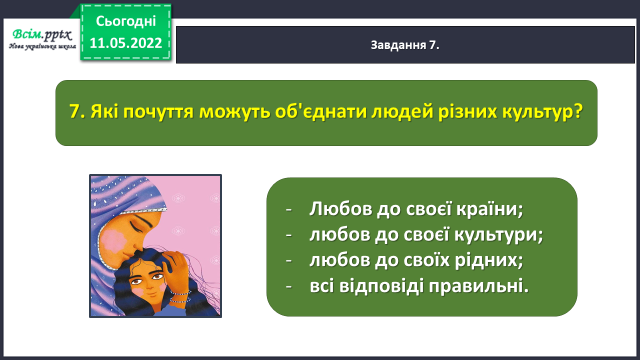 Всім.pptx
Нова українська школа
Сьогодні
11.05.2022
Завдання 7.
7. Які почуття можуть об'єднати людей різних культур?
- Любов до своєї країни;
- любов до своєї культури;
- любов до своїх рідних;
- всі відповіді правильні.